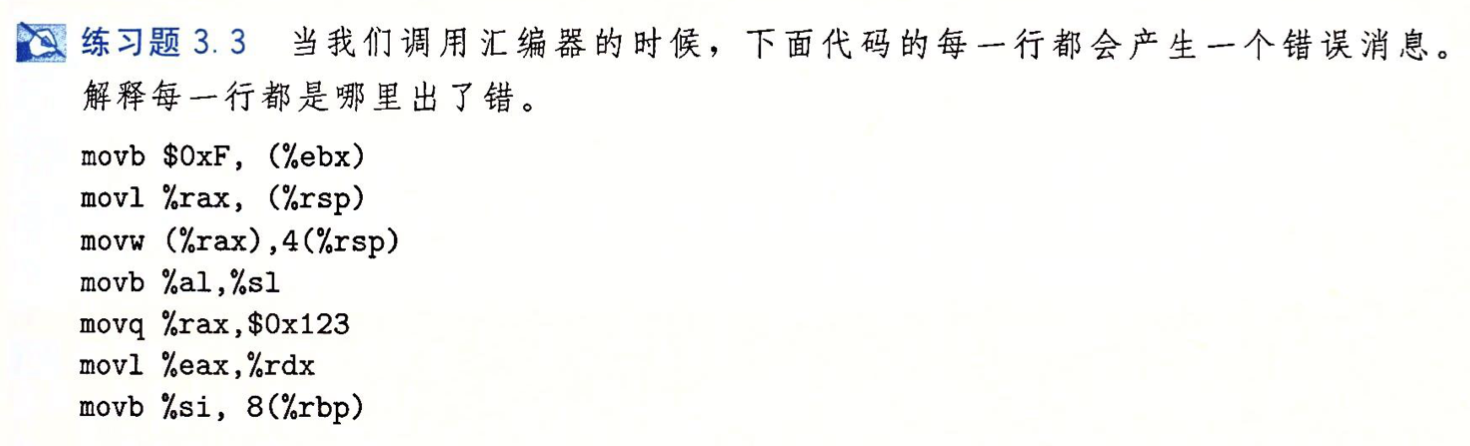 练习题 3.3 当我们调用汇编器的时候，下面代码的每一行都会产生一个错误消息。
解释每一行都是哪里出了错。
movb $0xF, (%ebx)
movl %rax, (%rsp)
movw (%rax),4(%rsp)
movb %al,%sl
movq %rax,$0x123
movl %eax,%rdx
movb %si, 8(%rbp)